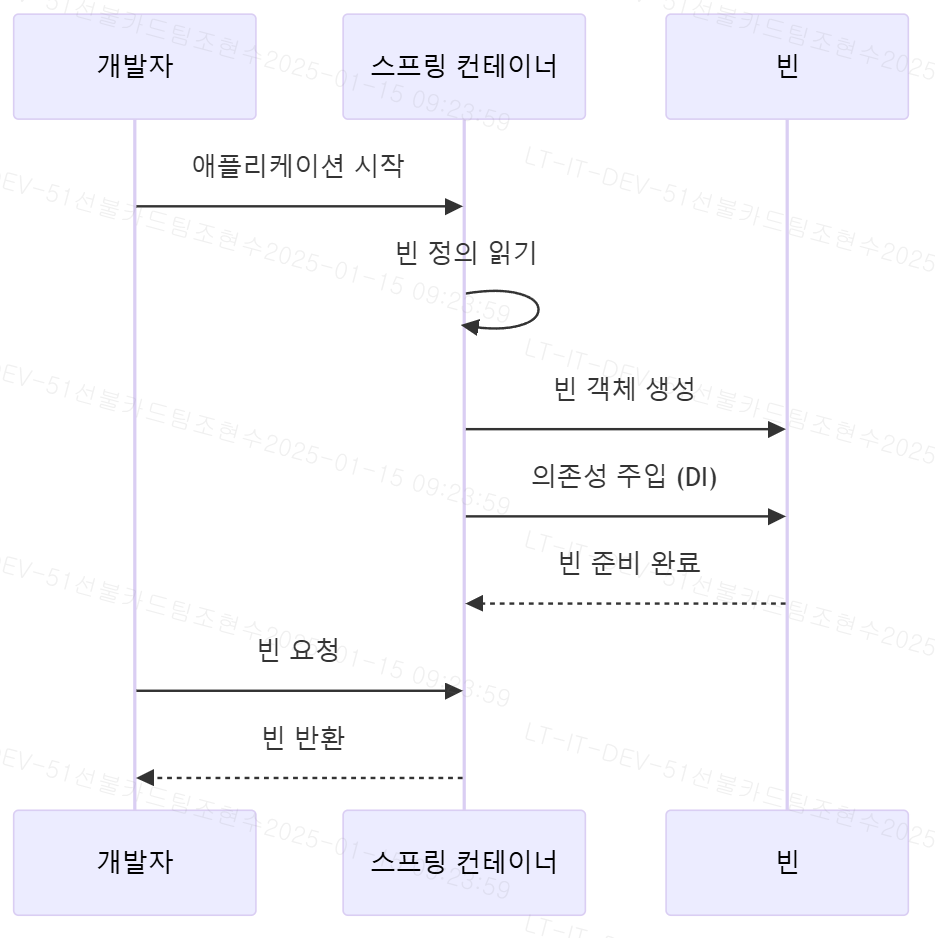 개발자
스프링 컨테이너
빈
애플리케이션 시작
빈 정의 읽기
빈 객체 생성
의존성 주입 (DI)
빈 준비 완료
빈 요청
빈 반환
개발자
스프링 컨테이너
빈
LT-IT-DEV-51선불카드팀조현수2025-01-15 09:23:59